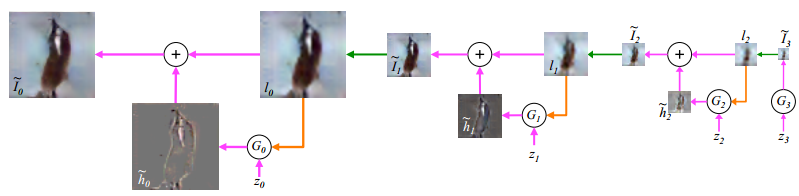 Ĩ₀
+
l₀
Ĩ₁
+
l₁
Ĩ₂
+
l₂
Ĩ₃
h̃₀
G₀
z₀
h̃₁
G₁
z₁
h̃₂
G₂
z₂
G₃
z₃